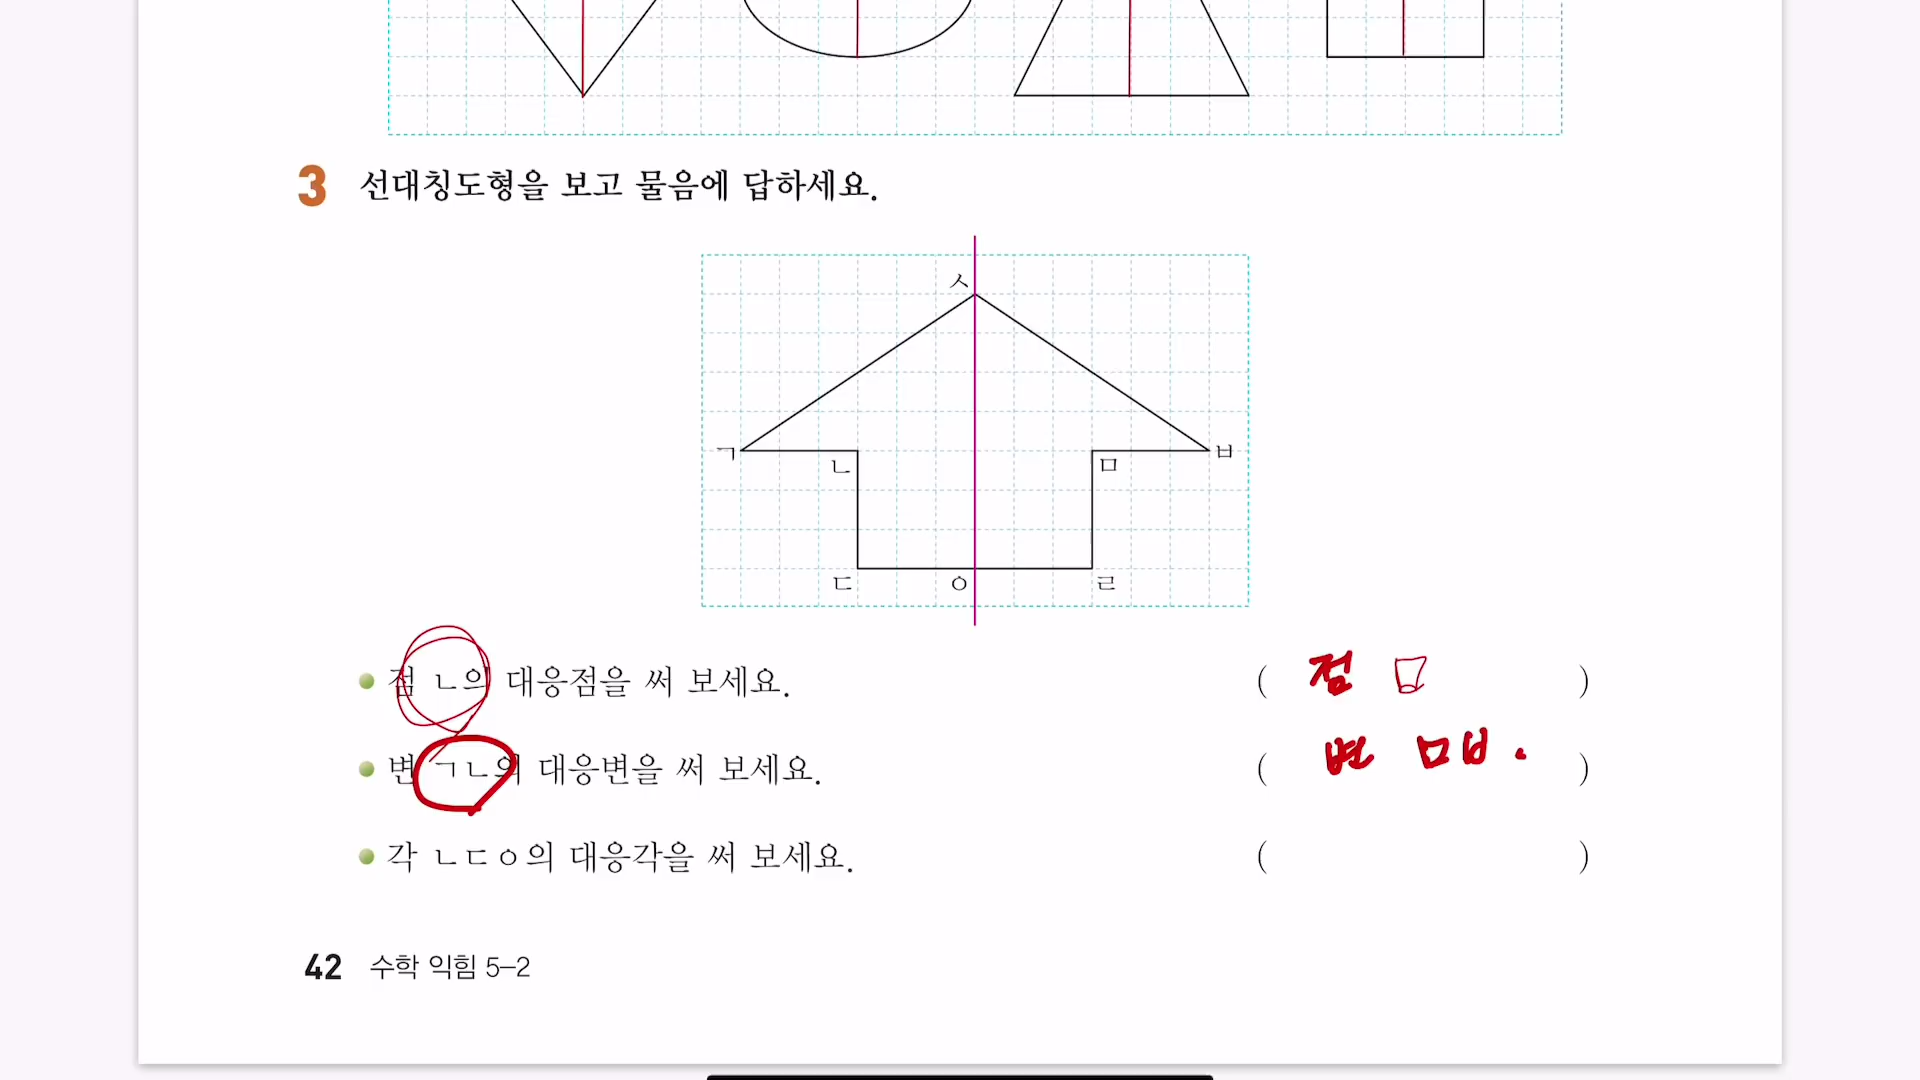 3 선대칭도형을 보고 물음에 답하세요.
ㅅ
ㄱ ㅂ
ㄴ ㅁ
ㄷ ㅇ ㄹ
점 ㄴ의 대응점을 써 보세요. ( 점 ㅁ )
변 ㄱㄴ의 대응변을 써 보세요. ( 변 ㅁㅂ. )
각 ㄴㄷㅇ의 대응각을 써 보세요. ( )
42 수학 익힘 5–2